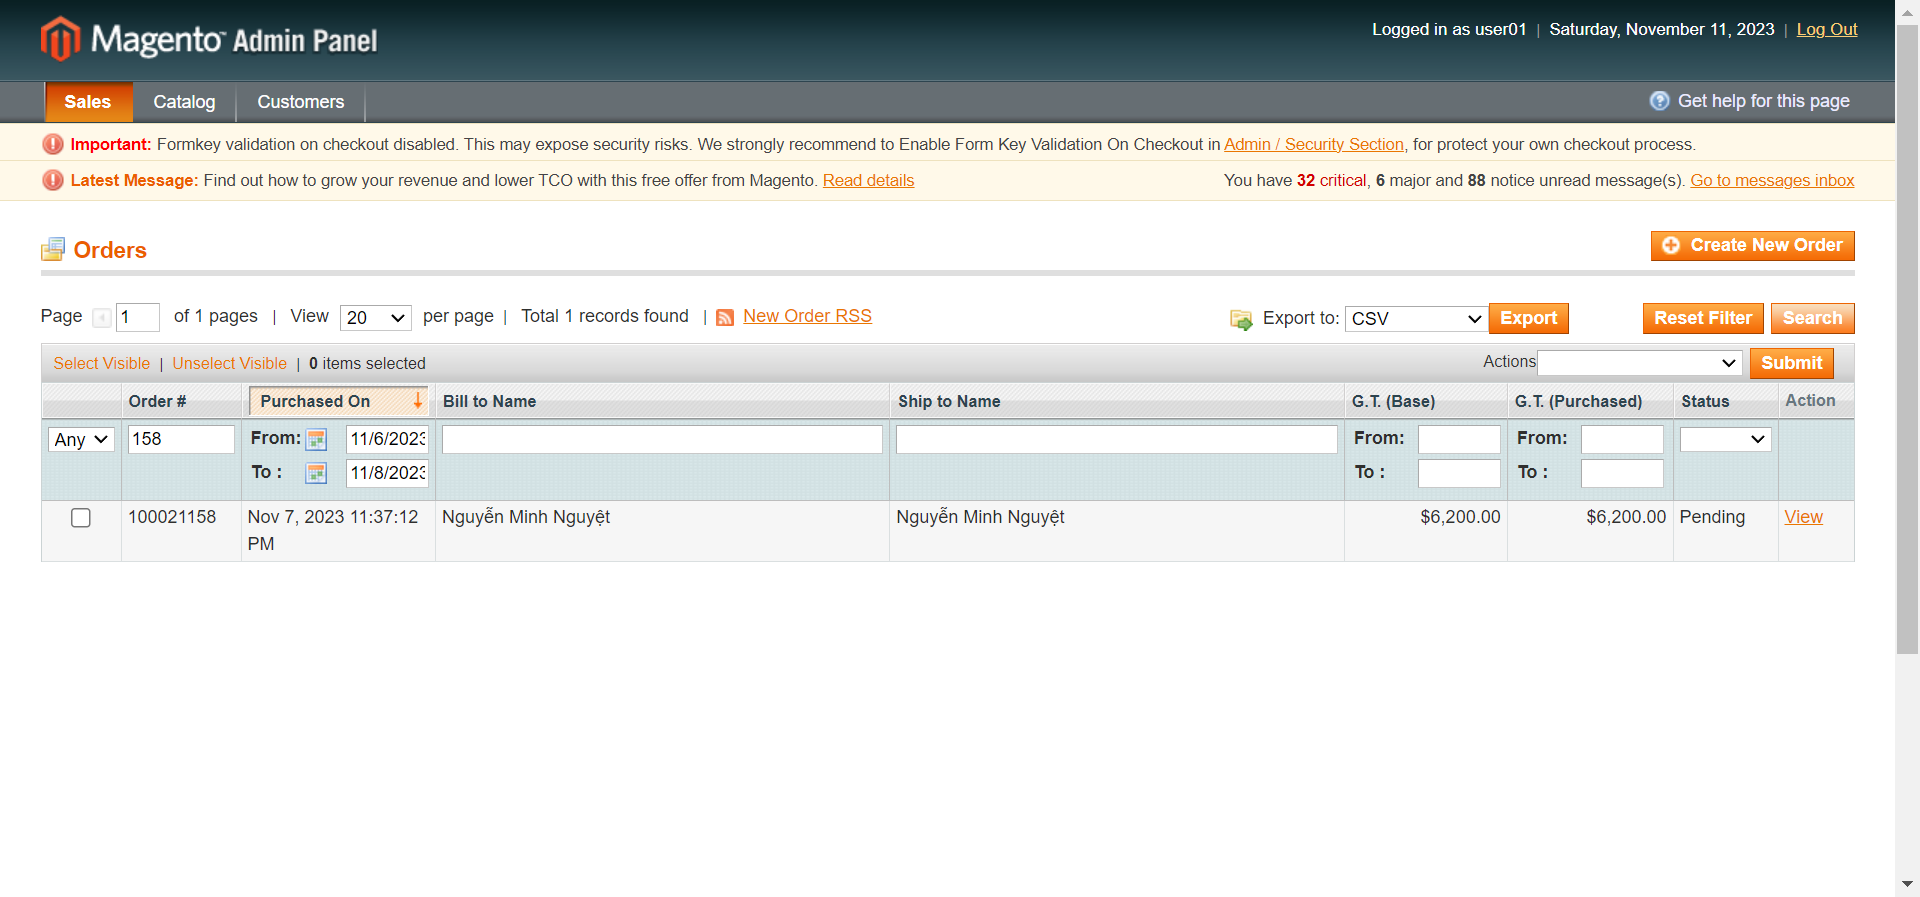 Magento Admin Panel
Logged in as user01 | Saturday, November 11, 2023 | Log Out
Sales Catalog Customers
Get help for this page
Important: Formkey validation on checkout disabled. This may expose security risks. We strongly recommend to Enable Form Key Validation On Checkout in Admin / Security Section, for protect your own checkout process.
Latest Message: Find out how to grow your revenue and lower TCO with this free offer from Magento. Read details
You have 32 critical, 6 major and 88 notice unread message(s). Go to messages inbox
Orders
Create New Order
Page 1 of 1 pages | View 20 per page | Total 1 records found | New Order RSS
Export to: CSV Export Reset Filter Search
Select Visible | Unselect Visible | 0 items selected
Actions Submit
Order # Purchased On Bill to Name Ship to Name G.T. (Base) G.T. (Purchased) Status Action
Any 158 From: 11/6/2023 From: From:
To : 11/8/2023 To : To :
100021158 Nov 7, 2023 11:37:12 PM Nguyễn Minh Nguyệt Nguyễn Minh Nguyệt $6,200.00 $6,200.00 Pending View